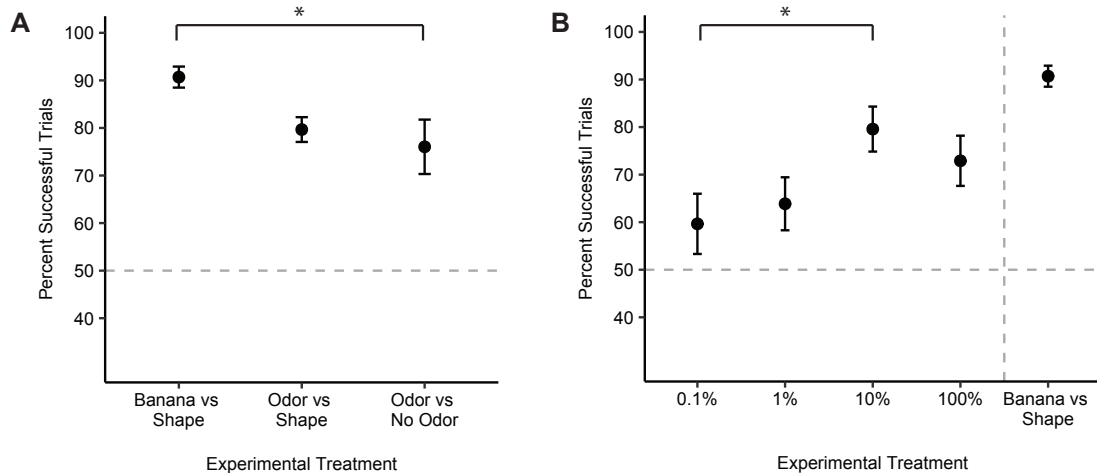 A
*
Percent Successful Trials
100
90
80
70
60
50
40
Banana vs
Shape
Odor vs
Shape
Odor vs
No Odor
Experimental Treatment
B
*
Percent Successful Trials
100
90
80
70
60
50
40
0.1%
1%
10%
100%
Banana vs
Shape
Experimental Treatment